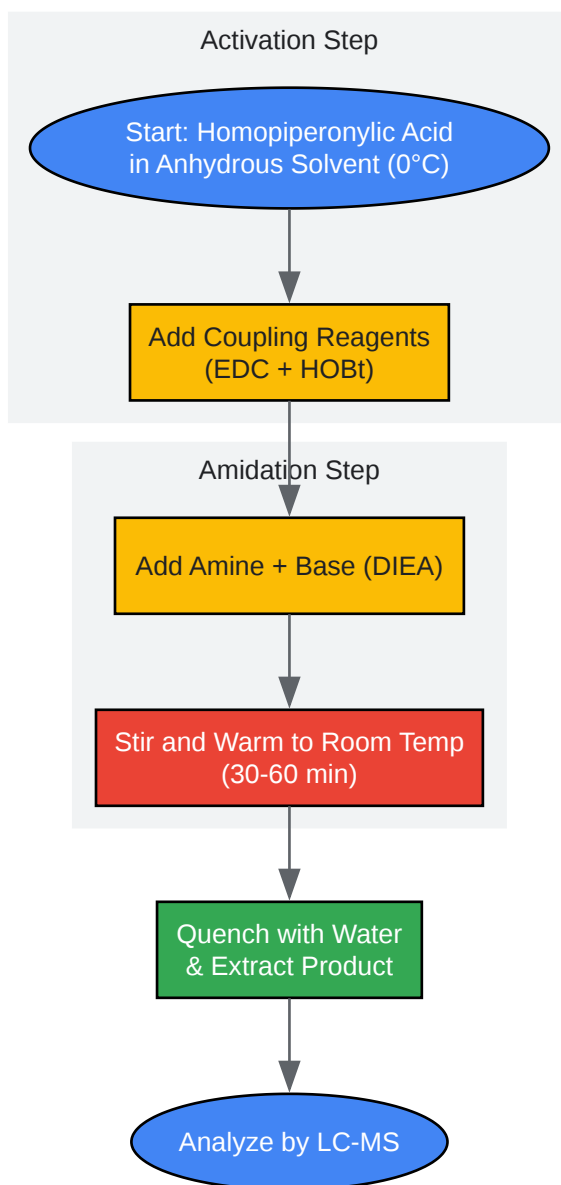 Activation Step
Start: Homopiperonylic Acid
in Anhydrous Solvent (0°C)
Add Coupling Reagents
(EDC + HOBt)
Amidation Step
Add Amine + Base (DIEA)
Stir and Warm to Room Temp
(30-60 min)
Quench with Water
& Extract Product
Analyze by LC-MS